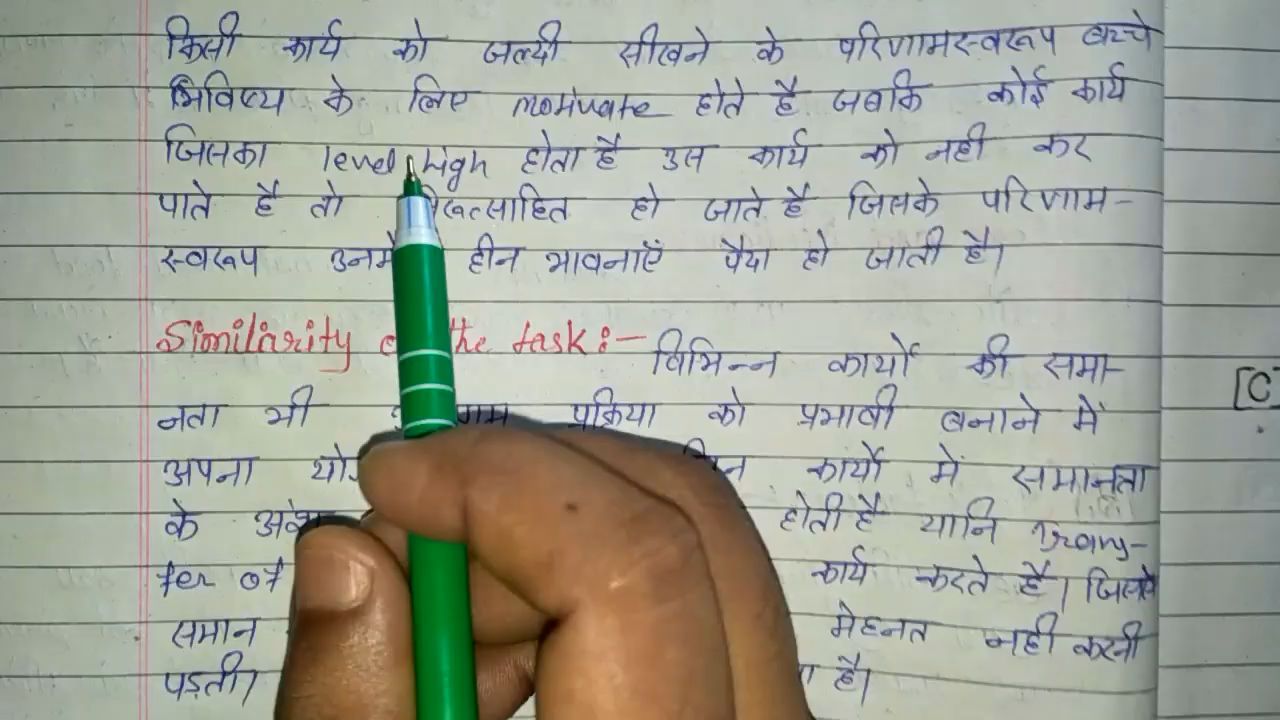 किसी कार्य को जल्दी सीखने के परिणामस्वरूप बच्चे
भविष्य के लिए motivate होते है जबकि कोई कार्य
जिसका level high होता है उस कार्य को नही कर
पाते है तो हो जाते है जिसके परिणाम-
स्वरूप उनमें हीन भावनाएँ पैदा हो जाती है।
Similarity the task :- विभिन्न कार्यो की समा-
नता भी प्रक्रिया को प्रभावी बनाने में
अपना कार्यो में समानता
के होती है यानि Trans-
fer of कार्य करते है। जिससे
समान मेहनत नही करनी
पड़ती। है।
[C